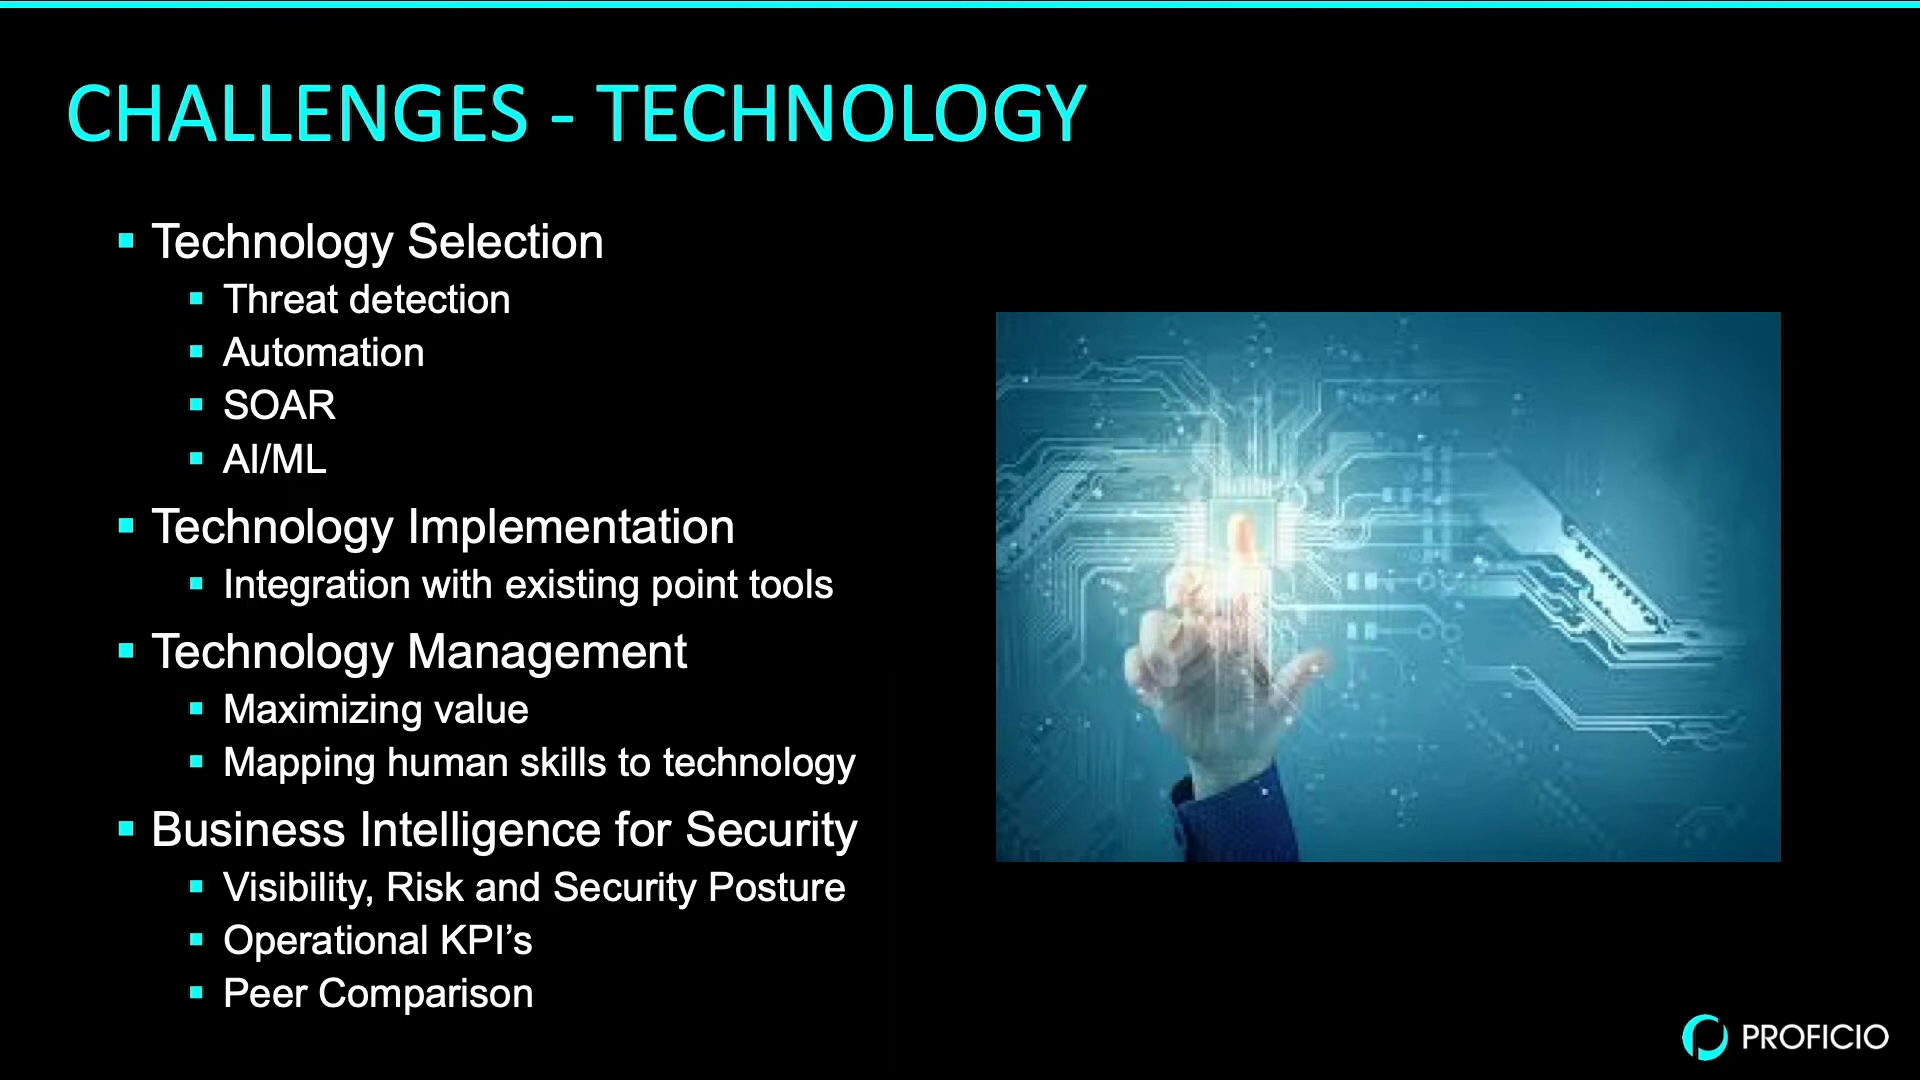 CHALLENGES - TECHNOLOGY
Technology Selection
Threat detection
Automation
SOAR
AI/ML
Technology Implementation
Integration with existing point tools
Technology Management
Maximizing value
Mapping human skills to technology
Business Intelligence for Security
Visibility, Risk and Security Posture
Operational KPI’s
Peer Comparison
PROFICIO